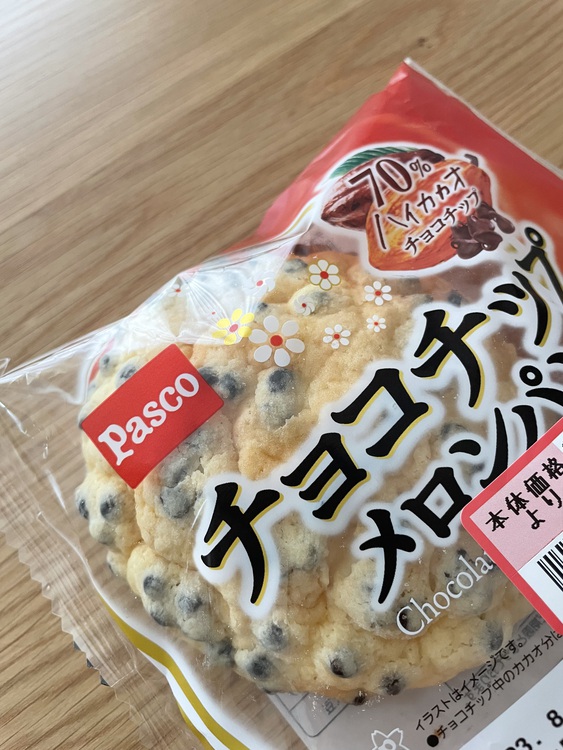 70%
ハイカカオ
チョコチップ
Pasco
チョコチップ
メロンパン
本体価格
より
イラストはイメージです。
●チョコチップ中のカカオ分